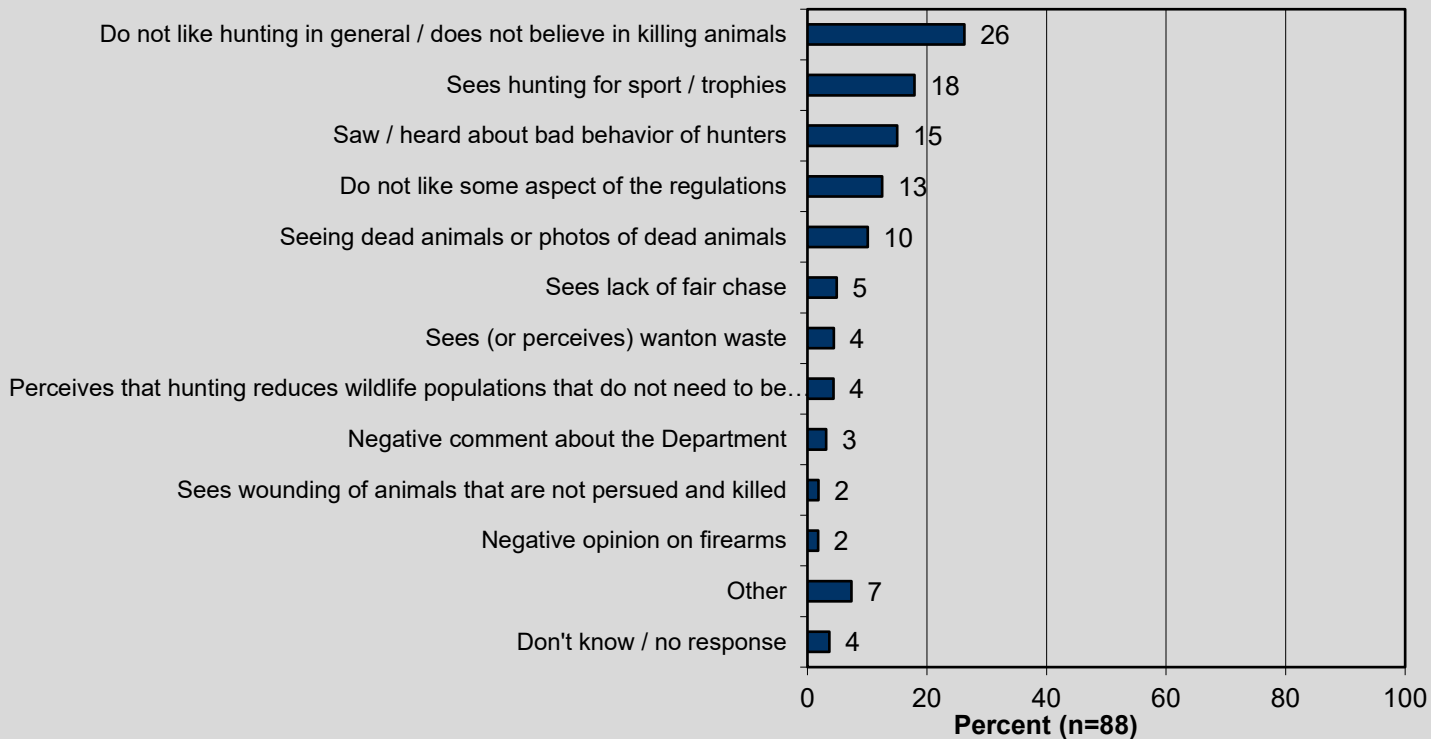 Do not like hunting in general / does not believe in killing animals 26
Sees hunting for sport / trophies 18
Saw / heard about bad behavior of hunters 15
Do not like some aspect of the regulations 13
Seeing dead animals or photos of dead animals 10
Sees lack of fair chase 5
Sees (or perceives) wanton waste 4
Perceives that hunting reduces wildlife populations that do not need to be… 4
Negative comment about the Department 3
Sees wounding of animals that are not persued and killed 2
Negative opinion on firearms 2
Other 7
Don't know / no response 4
0 20 40 60 80 100
Percent (n=88)